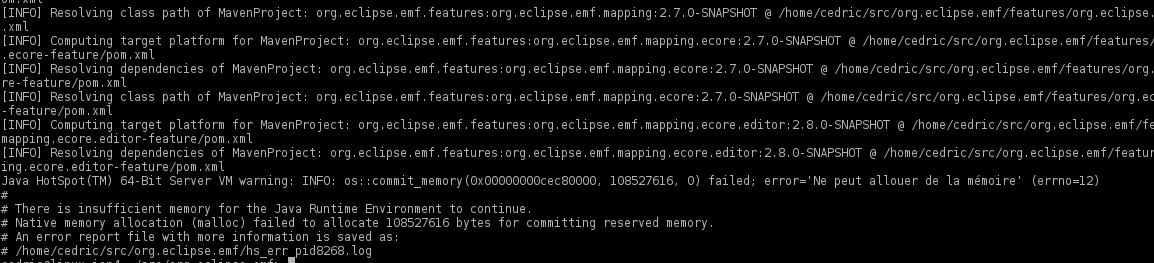 om.xml
[INFO] Resolving class path of MavenProject: org.eclipse.emf.features:org.eclipse.emf.mapping:2.7.0-SNAPSHOT @ /home/cedric/src/org.eclipse.emf/features/org.eclipse.
.xml
[INFO] Computing target platform for MavenProject: org.eclipse.emf.features:org.eclipse.emf.mapping.ecore:2.7.0-SNAPSHOT @ /home/cedric/src/org.eclipse.emf/features/
.ecore-feature/pom.xml
[INFO] Resolving dependencies of MavenProject: org.eclipse.emf.features:org.eclipse.emf.mapping.ecore:2.7.0-SNAPSHOT @ /home/cedric/src/org.eclipse.emf/features/org.
re-feature/pom.xml
[INFO] Resolving class path of MavenProject: org.eclipse.emf.features:org.eclipse.emf.mapping.ecore:2.7.0-SNAPSHOT @ /home/cedric/src/org.eclipse.emf/features/org.ec
-feature/pom.xml
[INFO] Computing target platform for MavenProject: org.eclipse.emf.features:org.eclipse.emf.mapping.ecore.editor:2.8.0-SNAPSHOT @ /home/cedric/src/org.eclipse.emf/fe
mapping.ecore.editor-feature/pom.xml
[INFO] Resolving dependencies of MavenProject: org.eclipse.emf.features:org.eclipse.emf.mapping.ecore.editor:2.8.0-SNAPSHOT @ /home/cedric/src/org.eclipse.emf/featur
ing.ecore.editor-feature/pom.xml
Java HotSpot(TM) 64-Bit Server VM warning: INFO: os::commit_memory(0x00000000cec80000, 108527616, 0) failed; error='Ne peut allouer de la mémoire' (errno=12)
#
# There is insufficient memory for the Java Runtime Environment to continue.
# Native memory allocation (malloc) failed to allocate 108527616 bytes for committing reserved memory.
# An error report file with more information is saved as:
# /home/cedric/src/org.eclipse.emf/hs_err_pid8268.log